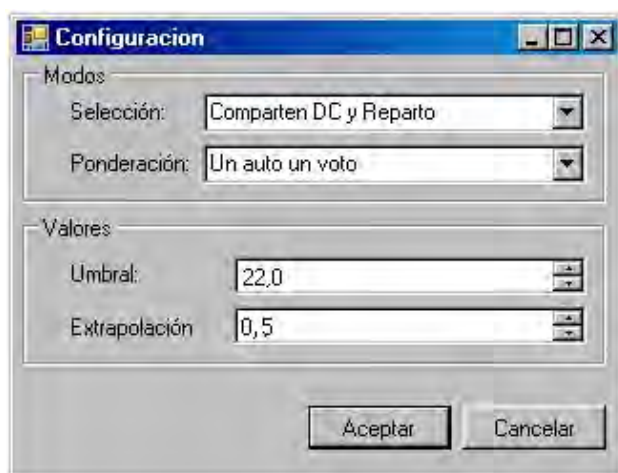 Configuracion
Modos
Selección: Comparten DC y Reparto
Ponderación: Un auto un voto
Valores
Umbral: 22,0
Extrapolación 0,5
Aceptar Cancelar